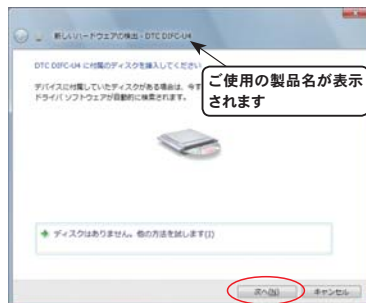 新しいハードウェアの検出 - DTC DIFC-U4
DTC DIFC-U4 に付属のディスクを挿入してください
ご使用の製品名が表示
されます
デバイスに付属していたディスクがある場合は、今す
ドライバ ソフトウェアが自動的に検索されます。
ディスクはありません。他の方法を試します(I)
次へ(N)
キャンセル